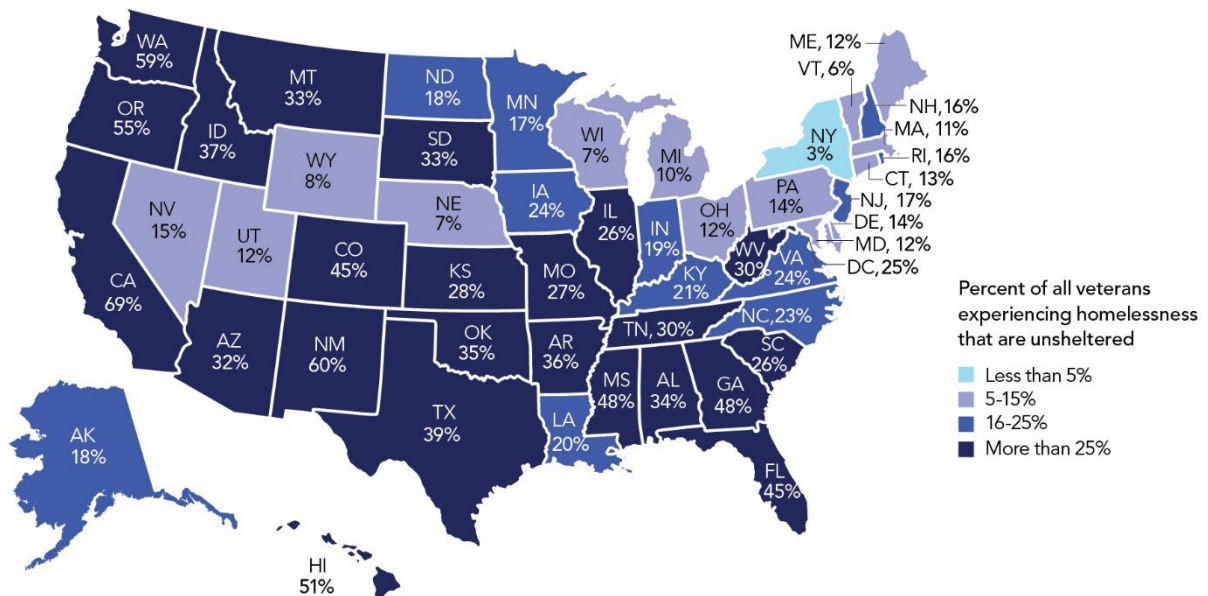 WA
59%
MT
33%
ND
18%
MN
17%
ME, 12%
VT, 6%
NH, 16%
MA, 11%
RI, 16%
CT, 13%
NJ, 17%
DE, 14%
MD, 12%
DC, 25%
OR
55%
ID
37%
WY
8%
SD
33%
WI
7%
MI
10%
NY
3%
NV
15%
UT
12%
CO
45%
NE
7%
IA
24%
IL
26%
IN
19%
OH
12%
PA
14%
WV
30%
VA
24%
CA
69%
KS
28%
MO
27%
KY
21%
NC, 23%
TN, 30%
SC
26%
AZ
32%
NM
60%
OK
35%
AR
36%
MS
48%
AL
34%
GA
48%
TX
39%
LA
20%
FL
45%
AK
18%
HI
51%
Percent of all veterans
experiencing homelessness
that are unsheltered
Less than 5%
5-15%
16-25%
More than 25%